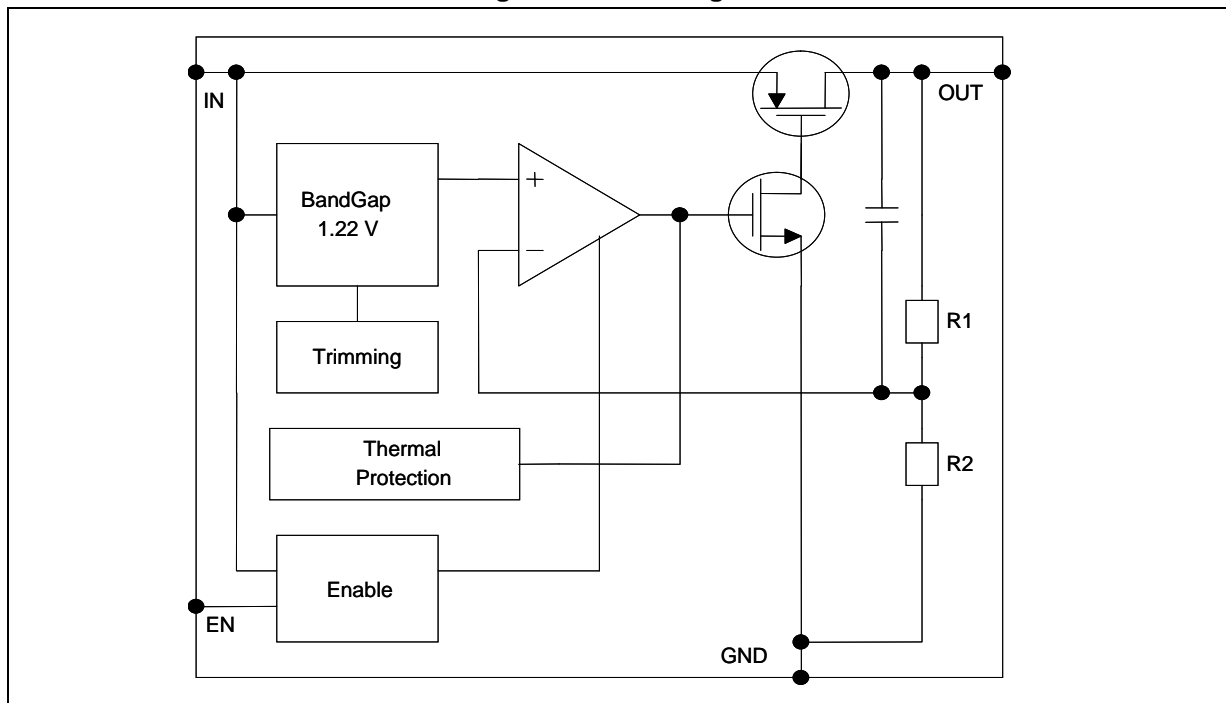 IN
OUT
BandGap
1.22 V
+
−
R1
Trimming
Thermal
Protection
R2
Enable
EN
GND